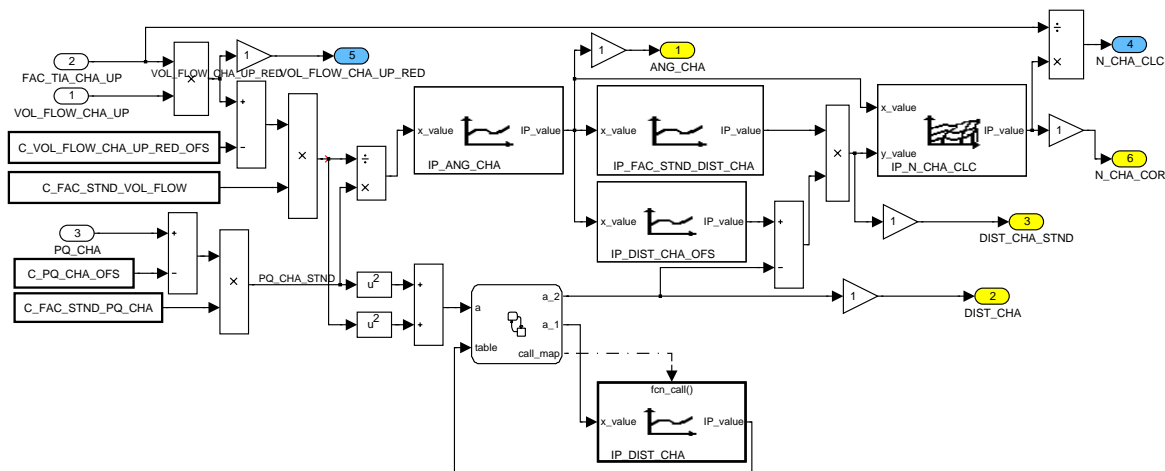 2
FAC_TIA_CHA_UP
1
VOL_FLOW_CHA_UP
×
VOL_FLOW_CHA_UP_RED
1
5
VOL_FLOW_CHA_UP_RED
C_VOL_FLOW_CHA_UP_RED_OFS
+
−
C_FAC_STND_VOL_FLOW
×
÷
×
3
PQ_CHA
C_PQ_CHA_OFS
+
−
C_FAC_STND_PQ_CHA
×
PQ_CHA_STND
u2
u2
+
+
x_value
IP_value
IP_ANG_CHA
1
1
ANG_CHA
x_value
IP_value
IP_FAC_STND_DIST_CHA
x_value
IP_value
IP_DIST_CHA_OFS
+
−
×
x_value
y_value
IP_value
IP_N_CHA_CLC
÷
×
4
N_CHA_CLC
1
6
N_CHA_COR
1
3
DIST_CHA_STND
a
table
a_2
a_1
call_map
1
2
DIST_CHA
fcn_call()
x_value
IP_value
IP_DIST_CHA